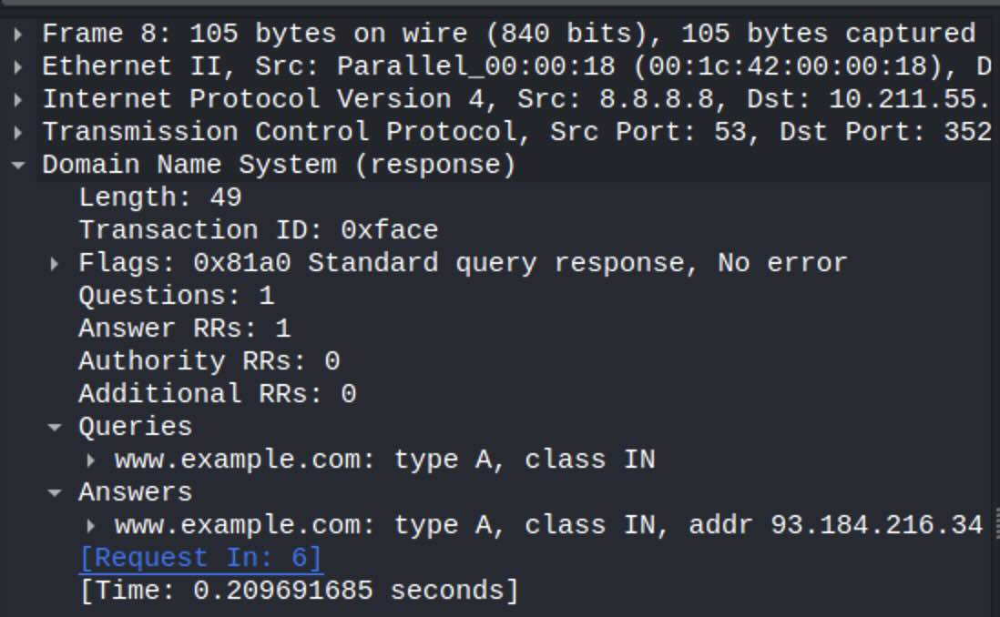 Frame 8: 105 bytes on wire (840 bits), 105 bytes captured
Ethernet II, Src: Parallel_00:00:18 (00:1c:42:00:00:18), D
Internet Protocol Version 4, Src: 8.8.8.8, Dst: 10.211.55.
Transmission Control Protocol, Src Port: 53, Dst Port: 352
Domain Name System (response)
Length: 49
Transaction ID: 0xface
Flags: 0x81a0 Standard query response, No error
Questions: 1
Answer RRs: 1
Authority RRs: 0
Additional RRs: 0
Queries
www.example.com: type A, class IN
Answers
www.example.com: type A, class IN, addr 93.184.216.34
[Request In: 6]
[Time: 0.209691685 seconds]